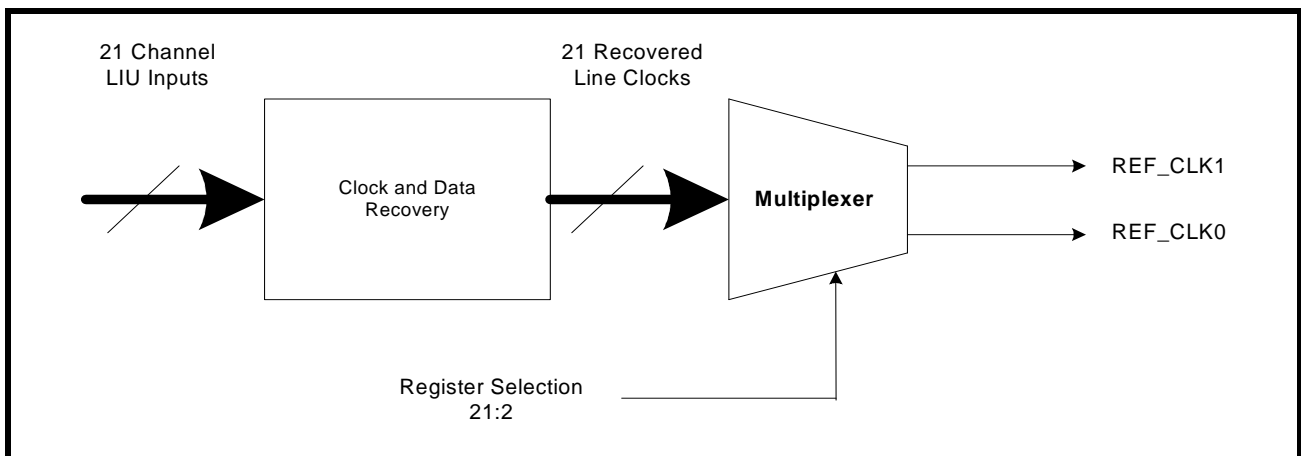 21 Channel
LIU Inputs
21 Recovered
Line Clocks
Clock and Data
Recovery
Multiplexer
REF_CLK1
REF_CLK0
Register Selection
21:2